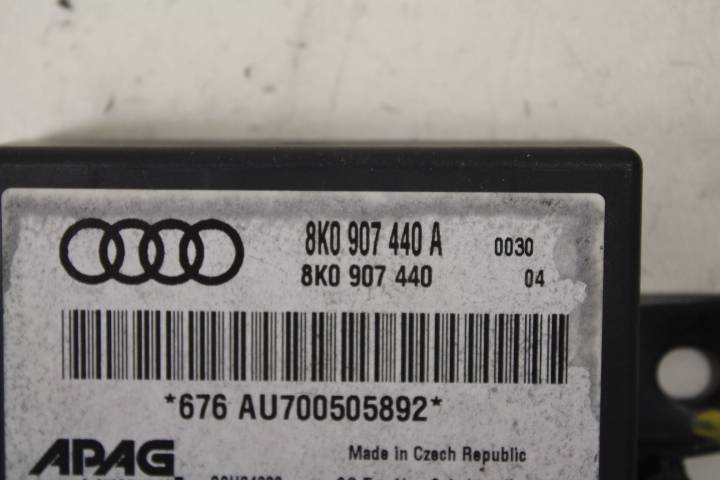 8K0 907 440 A 0030
8K0 907 440 04
*676 AU700505892*
APAG Made in Czech Republic